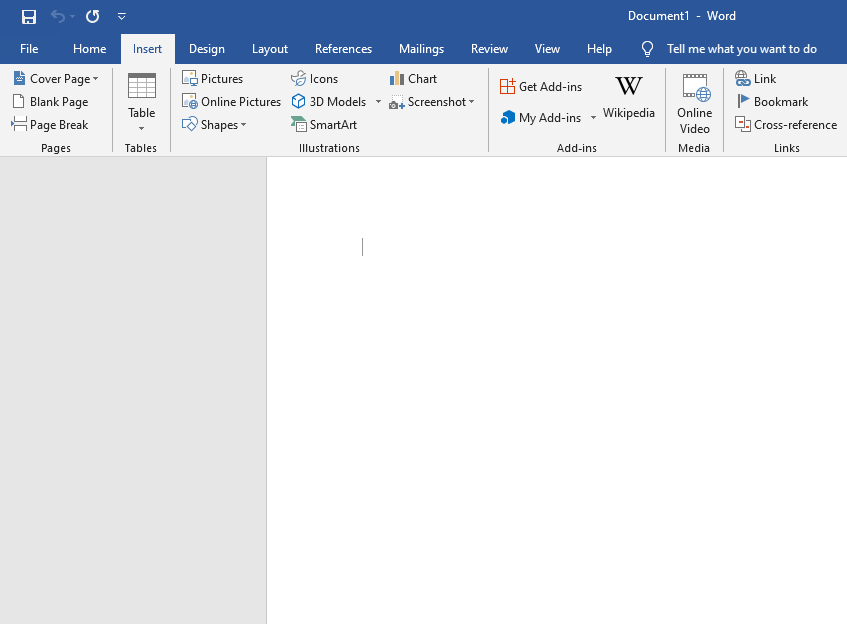 Document1 - Word
File Home Insert Design Layout References Mailings Review View Help Tell me what you want to do
Cover Page
Blank Page
Page Break
Pages
Table
Tables
Pictures
Online Pictures
Shapes
Icons
3D Models
SmartArt
Chart
Screenshot
Illustrations
Get Add-ins
My Add-ins
W
Wikipedia
Add-ins
Online
Video
Media
Link
Bookmark
Cross-reference
Links